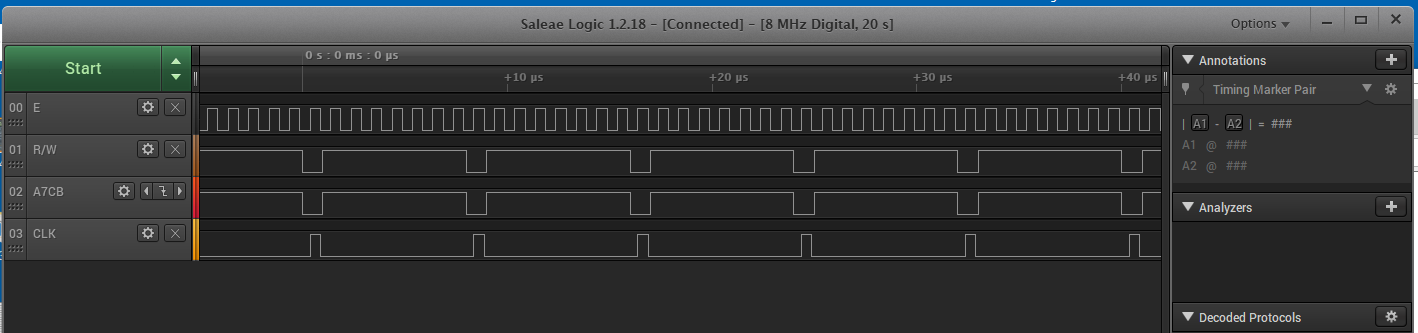 Saleae Logic 1.2.18 - [Connected] - [8 MHz Digital, 20 s]
Options
Start
0 s : 0 ms : 0 µs
+10 µs
+20 µs
+30 µs
+40 µs
00 E
01 R/W
02 A7CB
03 CLK
Annotations
Timing Marker Pair
| A1 - A2 | = ###
A1 @ ###
A2 @ ###
Analyzers
Decoded Protocols